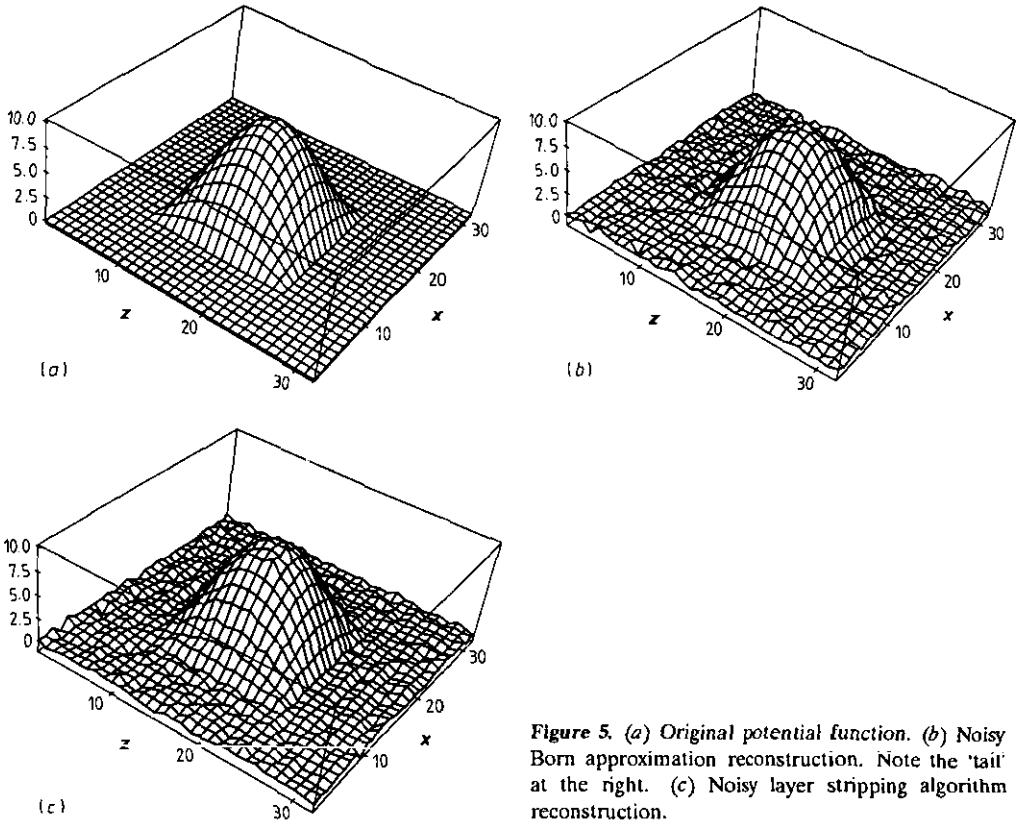 10.0
7.5
5.0
2.5
0
10
z
20
30
10
x
20
30
(a)
10.0
7.5
5.0
2.5
0
10
z
20
30
10
x
20
30
(b)
10.0
7.5
5.0
2.5
0
10
z
20
30
10
x
20
30
(c)
Figure 5. (a) Original potential function. (b) Noisy
Born approximation reconstruction. Note the 'tail'
at the right. (c) Noisy layer stripping algorithm
reconstruction.